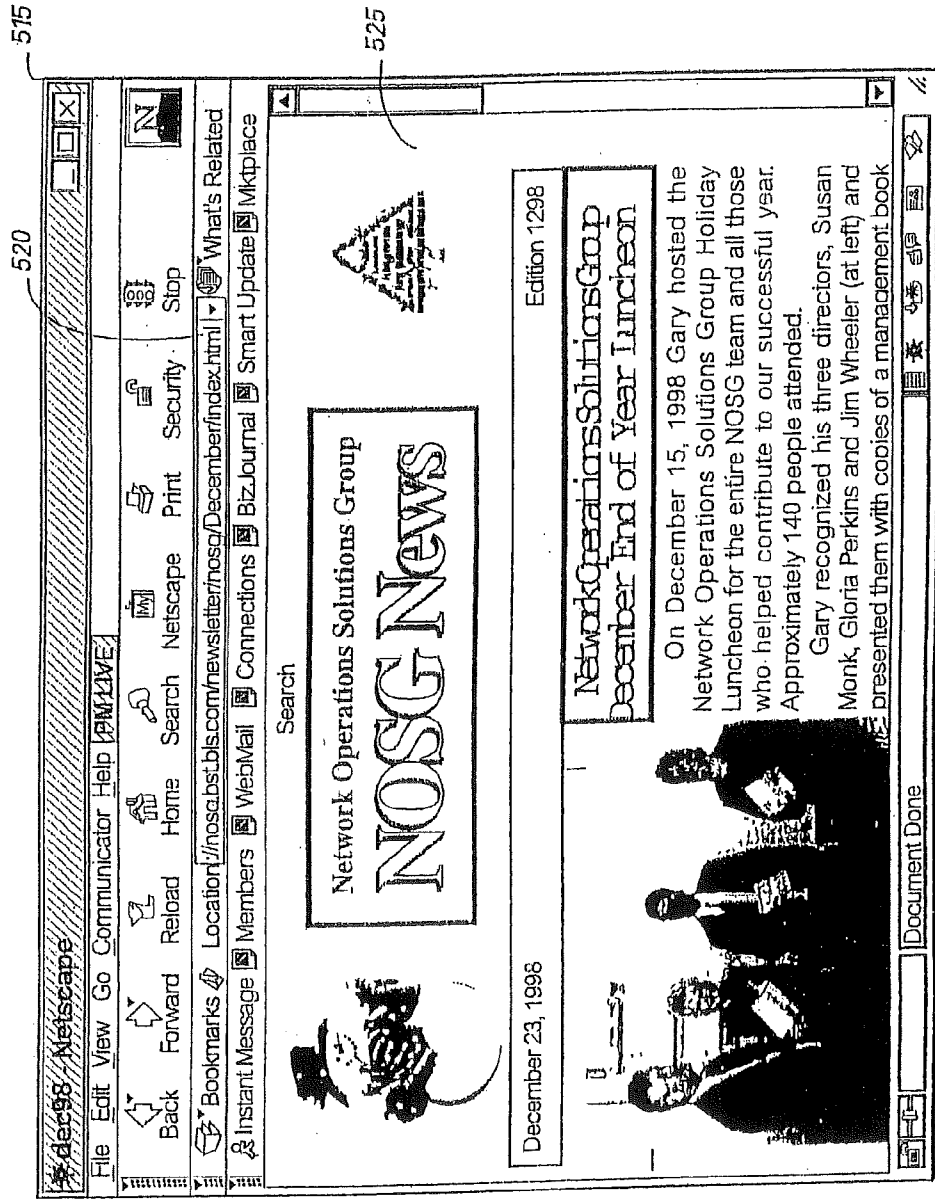 515
520
dec98 - Netscape
File Edit View Go Communicator Help PM LIVE
Back Forward Reload Home Search Netscape Print Security Stop
N
Bookmarks Location ://nosg.bst.bls.com/newsletter/nosg/December/index.html What's Related
Instant Message Members WebMail Connections BizJournal Smart Update Mktplace
525
Search
Network Operations Solutions Group
NOSG News
December 23, 1998 Edition 1298
Network Operations Solutions Group
December End of Year Luncheon
On December 15, 1998 Gary hosted the
Network Operations Solutions Group Holiday
Luncheon for the entire NOSG team and all those
who helped contribute to our successful year.
Approximately 140 people attended.
Gary recognized his three directors, Susan
Monk, Gloria Perkins and Jim Wheeler (at left) and
presented them with copies of a management book
Document Done